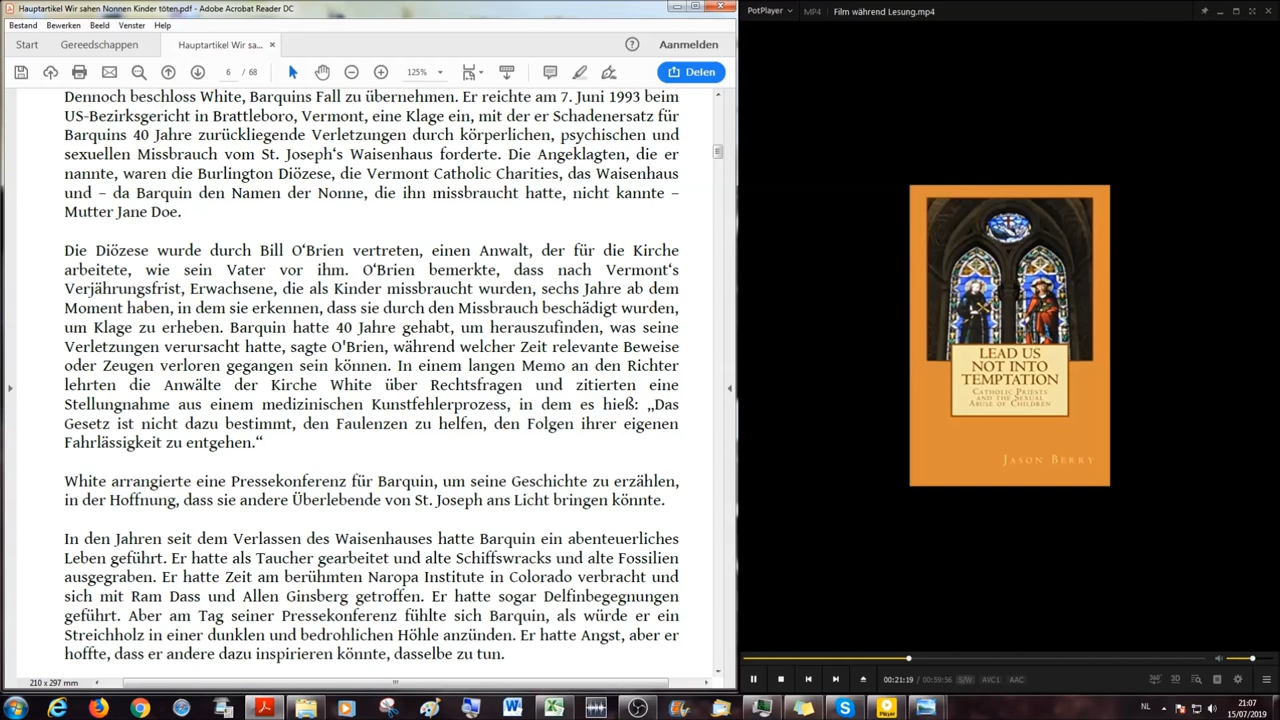 Hauptartikel Wir sahen Nonnen Kinder töten.pdf - Adobe Acrobat Reader DC
Bestand Bewerken Beeld Venster Help
Start Gereedschappen Hauptartikel Wir sa... × Aanmelden
6 / 68 125% Delen
Dennoch beschloss White, Barquins Fall zu übernehmen. Er reichte am 7. Juni 1993 beim
US-Bezirksgericht in Brattleboro, Vermont, eine Klage ein, mit der er Schadenersatz für
Barquins 40 Jahre zurückliegende Verletzungen durch körperlichen, psychischen und
sexuellen Missbrauch vom St. Joseph‘s Waisenhaus forderte. Die Angeklagten, die er
nannte, waren die Burlington Diözese, die Vermont Catholic Charities, das Waisenhaus
und – da Barquin den Namen der Nonne, die ihn missbraucht hatte, nicht kannte –
Mutter Jane Doe.
Die Diözese wurde durch Bill O‘Brien vertreten, einen Anwalt, der für die Kirche
arbeitete, wie sein Vater vor ihm. O‘Brien bemerkte, dass nach Vermont‘s
Verjährungsfrist, Erwachsene, die als Kinder missbraucht wurden, sechs Jahre ab dem
Moment haben, in dem sie erkennen, dass sie durch den Missbrauch beschädigt wurden,
um Klage zu erheben. Barquin hatte 40 Jahre gehabt, um herauszufinden, was seine
Verletzungen verursacht hatte, sagte O'Brien, während welcher Zeit relevante Beweise
oder Zeugen verloren gegangen sein können. In einem langen Memo an den Richter
lehrten die Anwälte der Kirche White über Rechtsfragen und zitierten eine
Stellungnahme aus einem medizinischen Kunstfehlerprozess, in dem es hieß: „Das
Gesetz ist nicht dazu bestimmt, den Faulenzen zu helfen, den Folgen ihrer eigenen
Fahrlässigkeit zu entgehen.“
White arrangierte eine Pressekonferenz für Barquin, um seine Geschichte zu erzählen,
in der Hoffnung, dass sie andere Überlebende von St. Joseph ans Licht bringen könnte.
In den Jahren seit dem Verlassen des Waisenhauses hatte Barquin ein abenteuerliches
Leben geführt. Er hatte als Taucher gearbeitet und alte Schiffswracks und alte Fossilien
ausgegraben. Er hatte Zeit am berühmten Naropa Institute in Colorado verbracht und
sich mit Ram Dass und Allen Ginsberg getroffen. Er hatte sogar Delfinbegegnungen
geführt. Aber am Tag seiner Pressekonferenz fühlte sich Barquin, als würde er ein
Streichholz in einer dunklen und bedrohlichen Höhle anzünden. Er hatte Angst, aber er
hoffte, dass er andere dazu inspirieren könnte, dasselbe zu tun.
210 x 297 mm
PotPlayer MP4 Film während Lesung.mp4
LEAD US
NOT INTO
TEMPTATION
CATHOLIC PRIESTS
AND THE SEXUAL
ABUSE OF CHILDREN
JASON BERRY
00:21:19 / 00:59:56 S/W AVC1 AAC
360° 3D
NL 21:07
15/07/2019